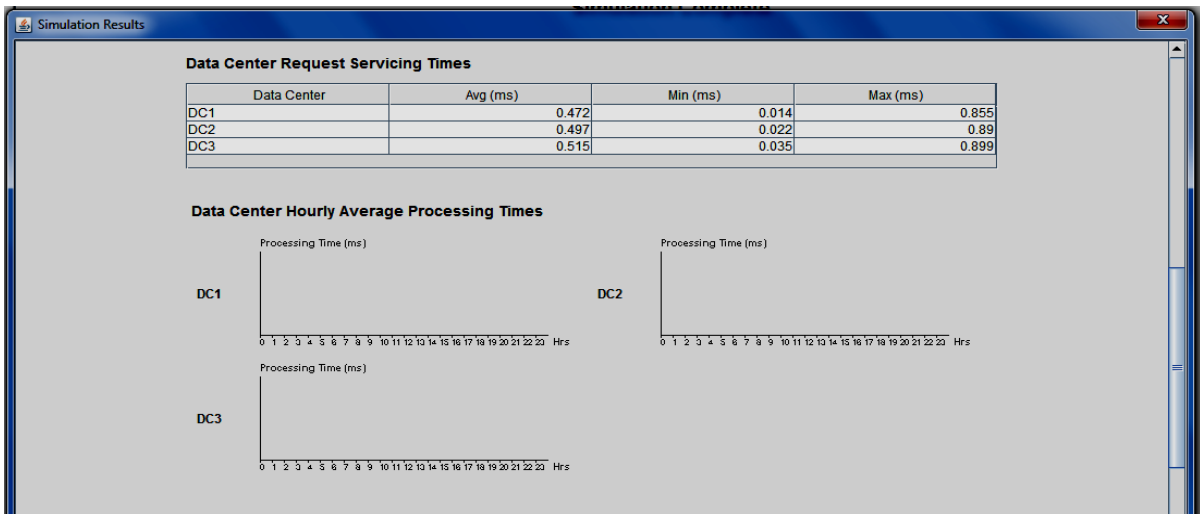 Simulation Complete
Simulation Results
Data Center Request Servicing Times
Data Center Avg (ms) Min (ms) Max (ms)
DC1 0.472 0.014 0.855
DC2 0.497 0.022 0.89
DC3 0.515 0.035 0.899
Data Center Hourly Average Processing Times
Processing Time (ms) Processing Time (ms)
DC1 DC2
0 1 2 3 4 5 6 7 8 9 10 11 12 13 14 15 16 17 18 19 20 21 22 23 Hrs 0 1 2 3 4 5 6 7 8 9 10 11 12 13 14 15 16 17 18 19 20 21 22 23 Hrs
Processing Time (ms)
DC3
0 1 2 3 4 5 6 7 8 9 10 11 12 13 14 15 16 17 18 19 20 21 22 23 Hrs